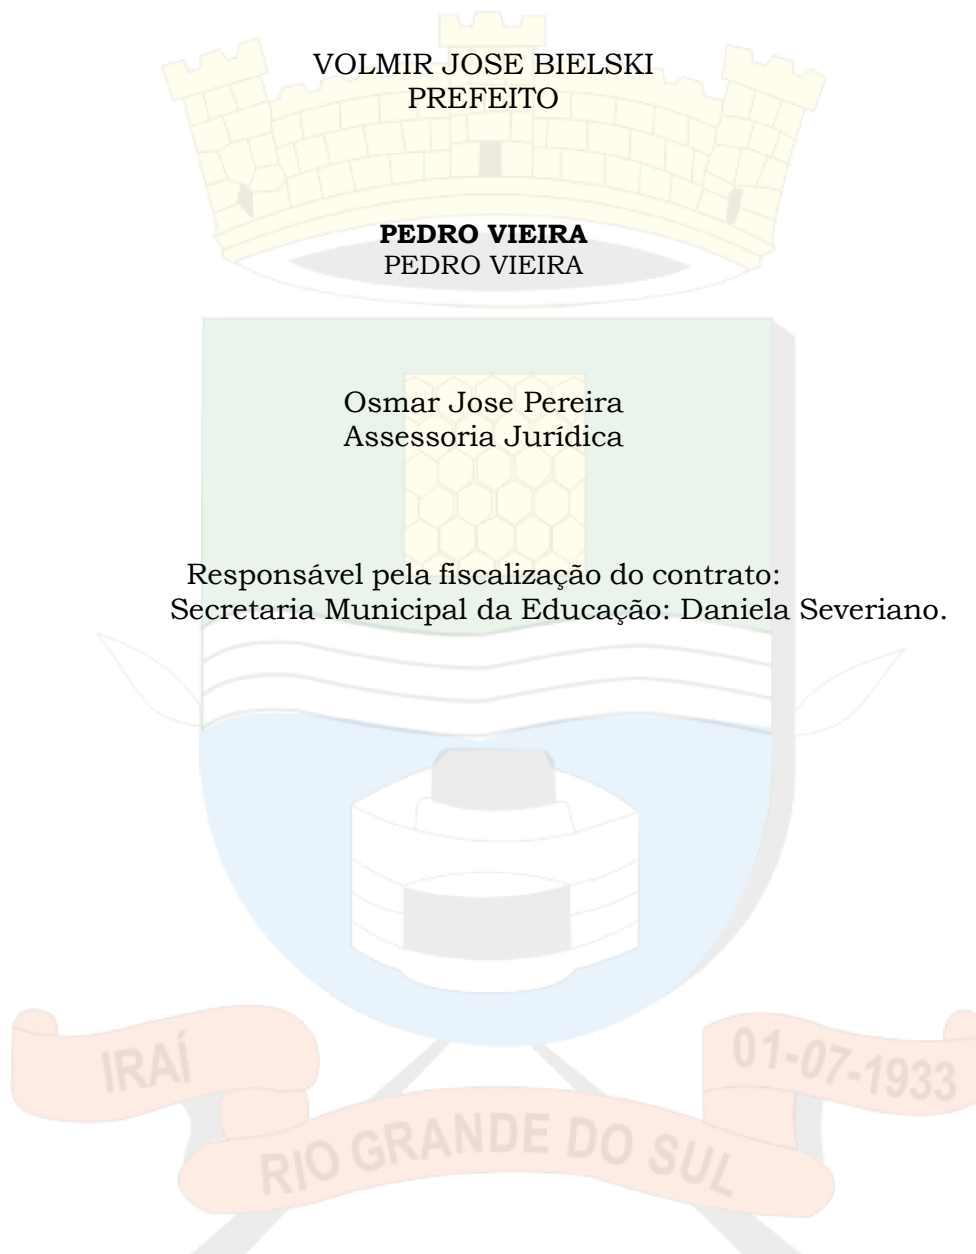 VOLMIR JOSE BIELSKI
PREFEITO
PEDRO VIEIRA
PEDRO VIEIRA
Osmar Jose Pereira
Assessoria Jurídica
Responsável pela fiscalização do contrato:
Secretaria Municipal da Educação: Daniela Severiano.
IRAÍ
01-07-1933
RIO GRANDE DO SUL